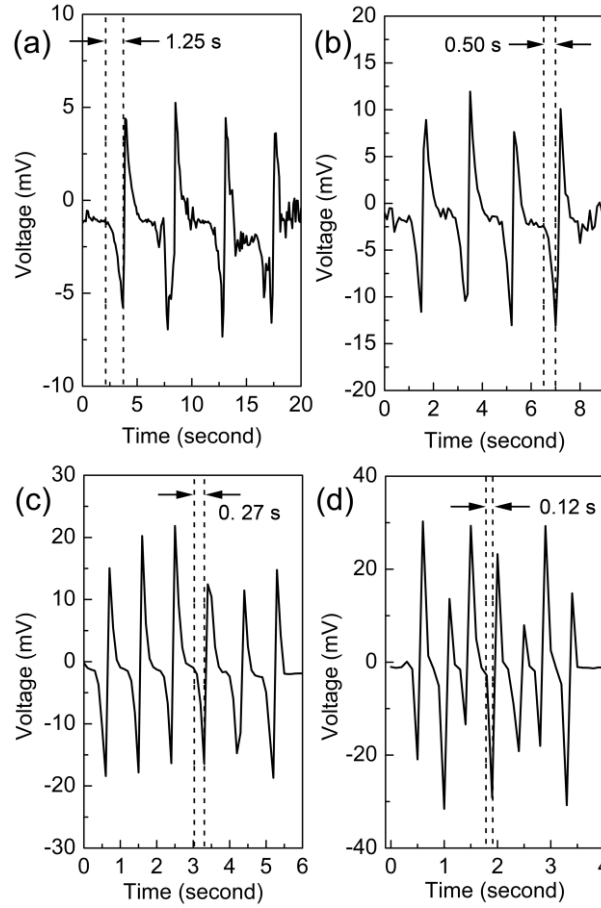 (a)
1.25 s
10
5
0
-5
-10
Voltage (mV)
0 5 10 15 20
Time (second)
(b)
0.50 s
20
15
10
5
0
-5
-10
-15
-20
Voltage (mV)
0 2 4 6 8
Time (second)
(c)
0. 27 s
30
20
10
0
-10
-20
-30
Voltage (mV)
0 1 2 3 4 5 6
Time (second)
(d)
0.12 s
40
20
0
-20
-40
Voltage (mV)
0 1 2 3 4
Time (second)